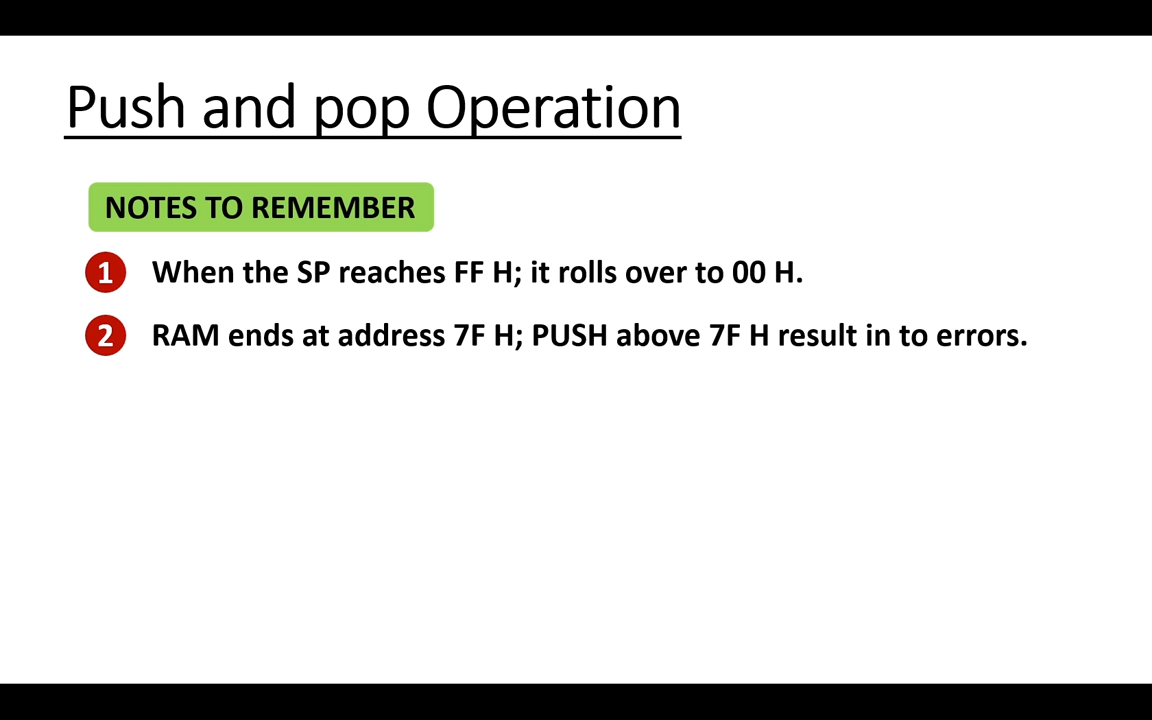 Push and pop Operation
NOTES TO REMEMBER
1 When the SP reaches FF H; it rolls over to 00 H.
2 RAM ends at address 7F H; PUSH above 7F H result in to errors.